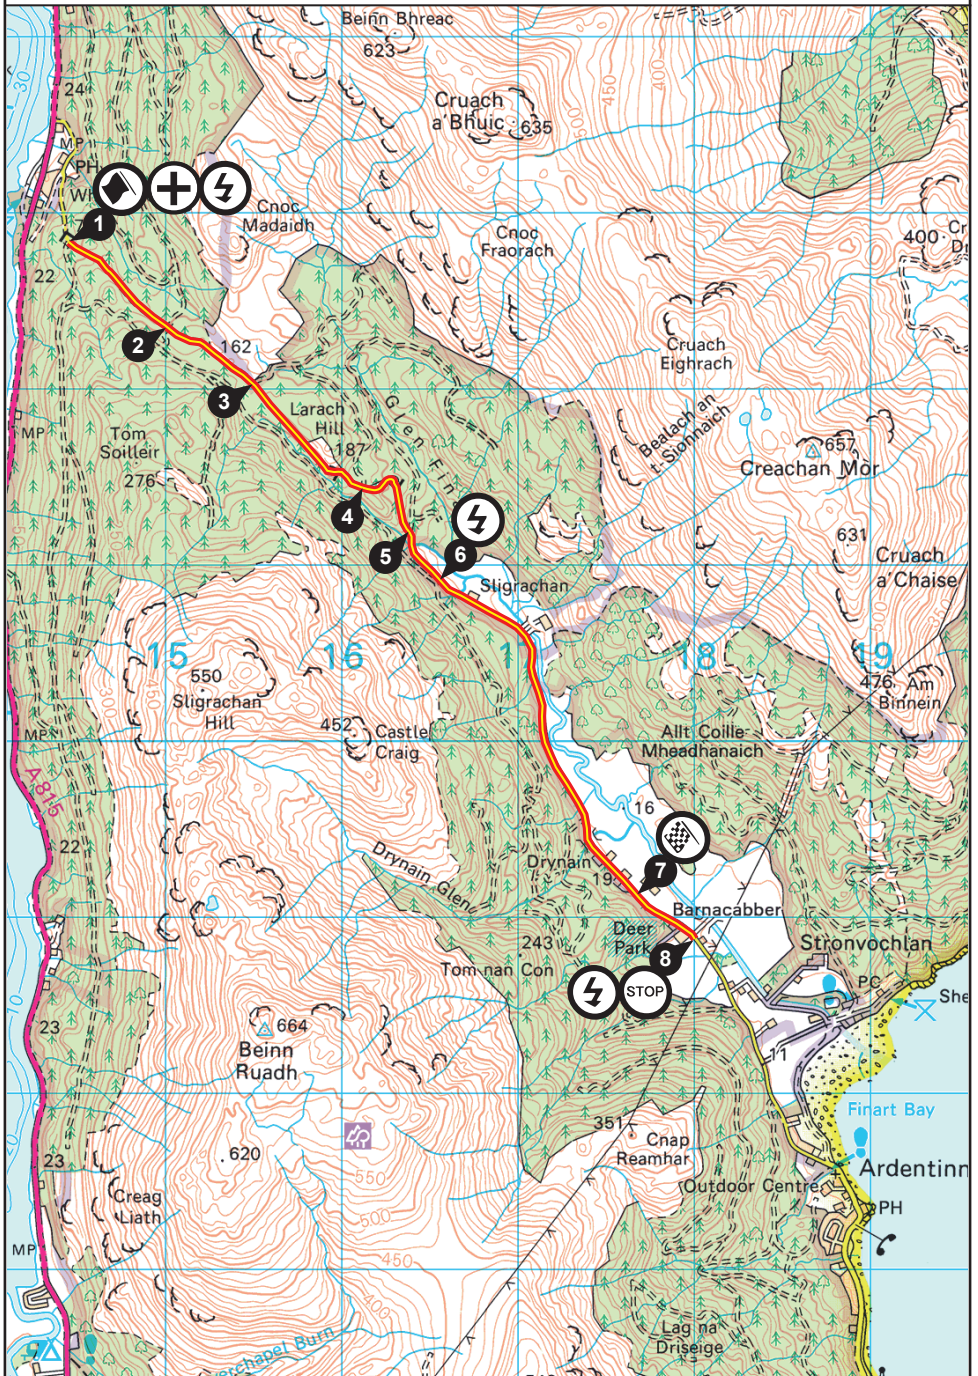 Beinn Bhreac
623
30
24
450
400
Cruach
a'Bhuic
635
500
MP
PH
1
Cnoc
Madaidh
Cnoc
Fraorach
400
22
2
162
Cruach
Eighrach
3
Larach
Hill
187
Glen Fin
Bealach an
t-Sionnaich
657
Creachan Mòr
MP
Tom
Soilleir
276
4
5
6
631
Cruach
a'Chaise
Sligrachan
15
16
18
19
550
Sligrachan
Hill
452
Castle
Craig
476
Am
Binnein
Allt Coille
Mheadhanaich
MP
A815
22
16
Drynain
Drynain Glen
7
Barnacabber
Deer
Park
8
243
Tom nan Con
Stronvochlan
PC
She
STOP
10
23
664
Beinn
Ruadh
11
Finart Bay
351
Cnap
Reamhar
620
550
23
Ardentinn
Outdoor Centre
PH
Creag
Liath
500
MP
450
400
Lag na
Driseige
erchapel Burn